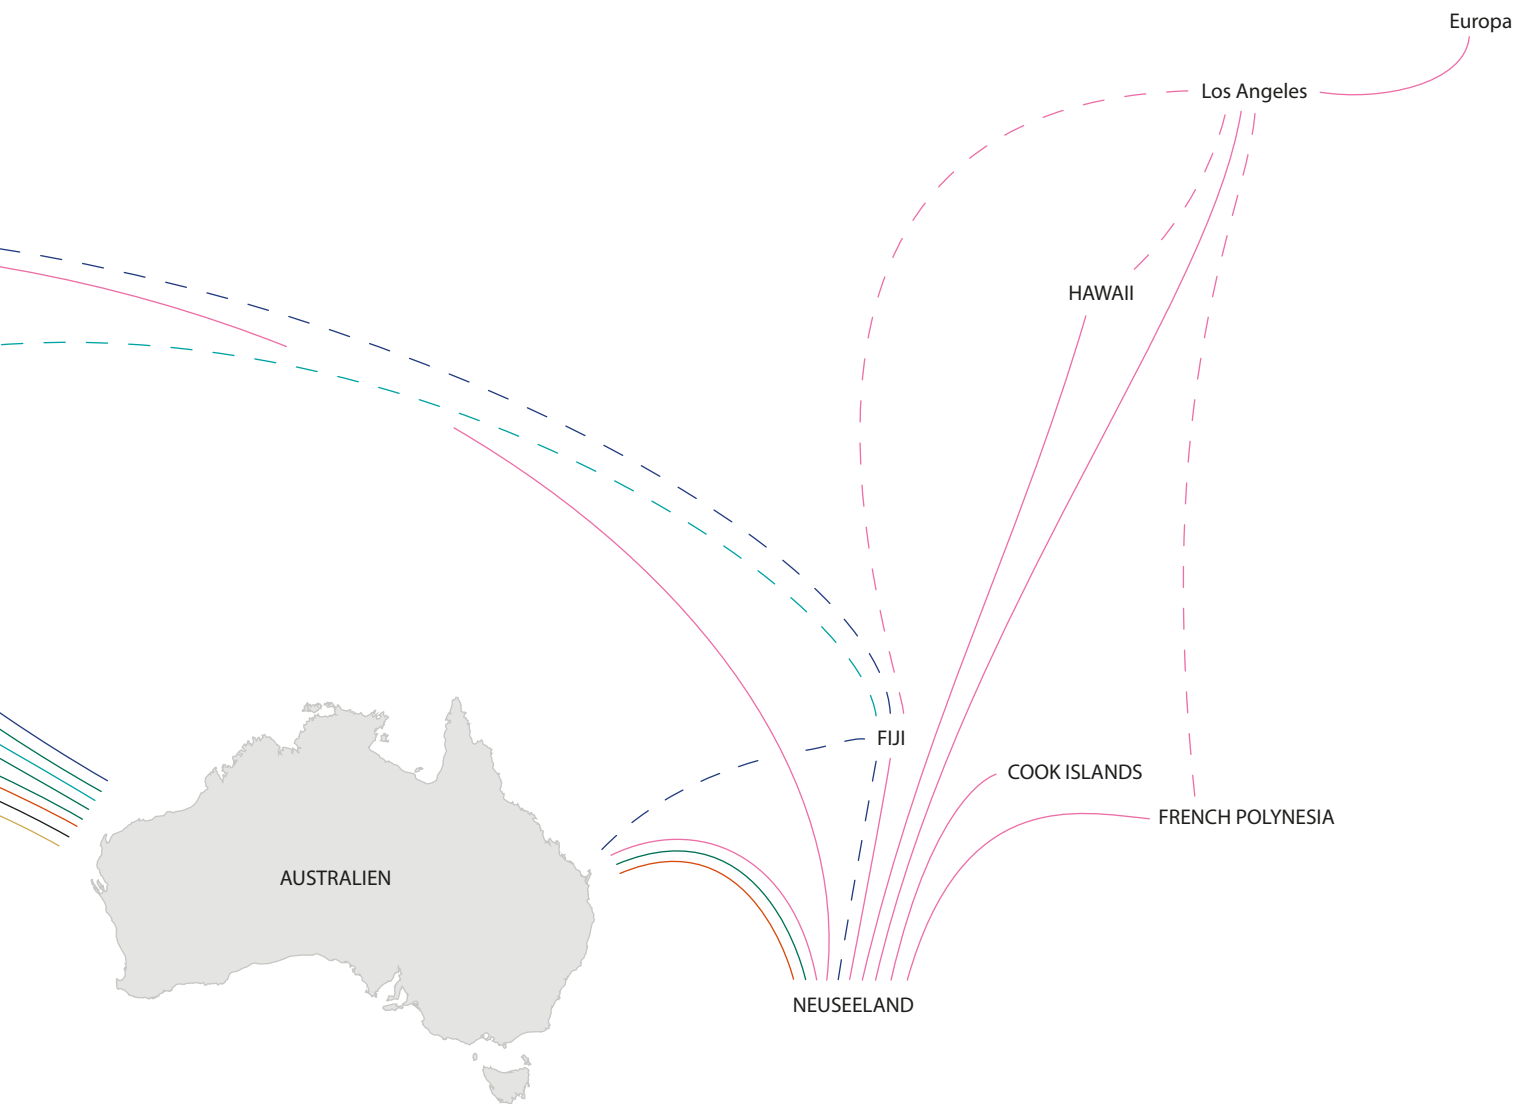 Europa
Los Angeles
HAWAII
FIJI
COOK ISLANDS
FRENCH POLYNESIA
AUSTRALIEN
NEUSEELAND